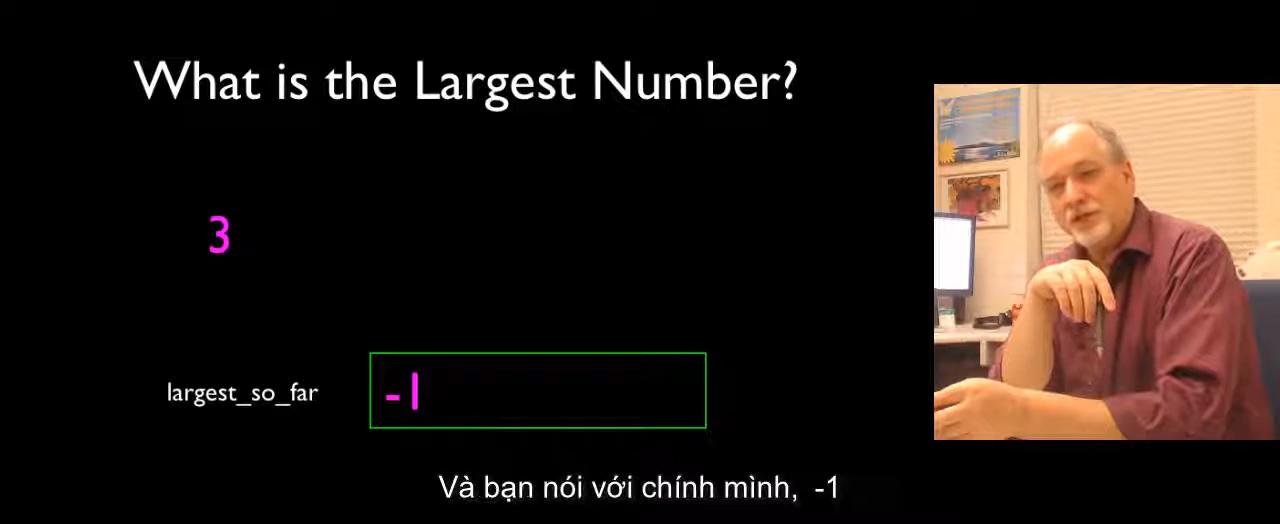 What is the Largest Number?
3
largest_so_far
-1
Và bạn nói với chính mình, -1